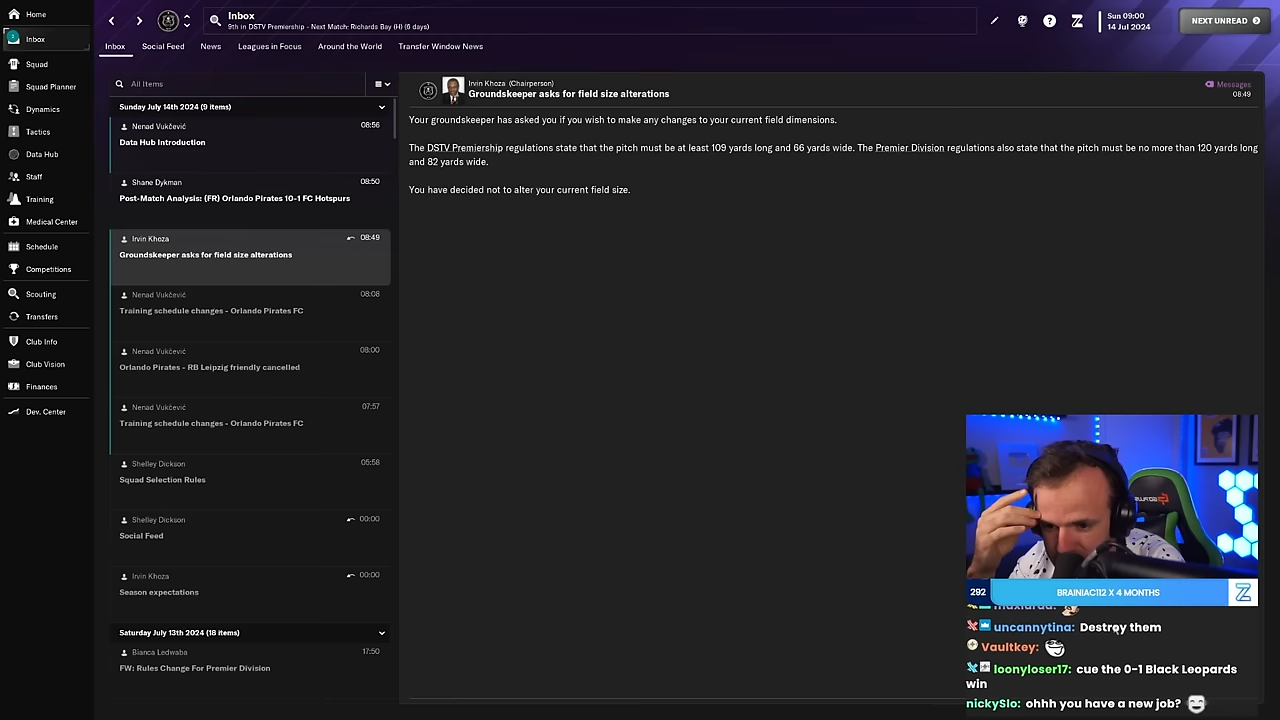 Home
Inbox
Squad
Squad Planner
Dynamics
Tactics
Data Hub
Staff
Training
Medical Center
Schedule
Competitions
Scouting
Transfers
Club Info
Club Vision
Finances
Dev. Center
Inbox
9th in DSTV Premiership - Next Match: Richards Bay (H) (6 days)
Sun 09:00
14 Jul 2024
NEXT UNREAD
Inbox
Social Feed
News
Leagues in Focus
Around the World
Transfer Window News
All Items
Sunday July 14th 2024 (9 items)
Nenad Vukčević 08:56
Data Hub Introduction
Shane Dykman 08:50
Post-Match Analysis: (FR) Orlando Pirates 10-1 FC Hotspurs
Irvin Khoza 08:49
Groundskeeper asks for field size alterations
Nenad Vukčević 08:08
Training schedule changes - Orlando Pirates FC
Nenad Vukčević 08:00
Orlando Pirates - RB Leipzig friendly cancelled
Nenad Vukčević 07:57
Training schedule changes - Orlando Pirates FC
Shelley Dickson 05:58
Squad Selection Rules
Shelley Dickson 00:00
Social Feed
Irvin Khoza 00:00
Season expectations
Saturday July 13th 2024 (18 items)
Bianca Ledwaba 17:50
FW: Rules Change For Premier Division
Irvin Khoza (Chairperson)
Groundskeeper asks for field size alterations
Messages
08:49
Your groundskeeper has asked you if you wish to make any changes to your current field dimensions.
The DSTV Premiership regulations state that the pitch must be at least 109 yards long and 66 yards wide. The Premier Division regulations also state that the pitch must be no more than 120 yards long
and 82 yards wide.
You have decided not to alter your current field size.
292 BRAINIAC112 X 4 MONTHS
uncannytina: Destroy them
Vaultkey:
loonyloser17: cue the 0-1 Black Leopards
win
nickySlo: ohhh you have a new job?